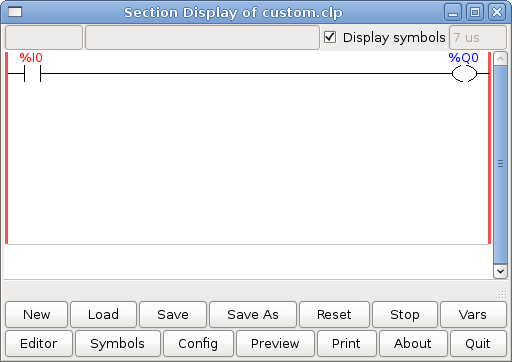 Section Display of custom.clp
Display symbols 7 us
%I0 %Q0
New Load Save Save As Reset Stop Vars
Editor Symbols Config Preview Print About Quit